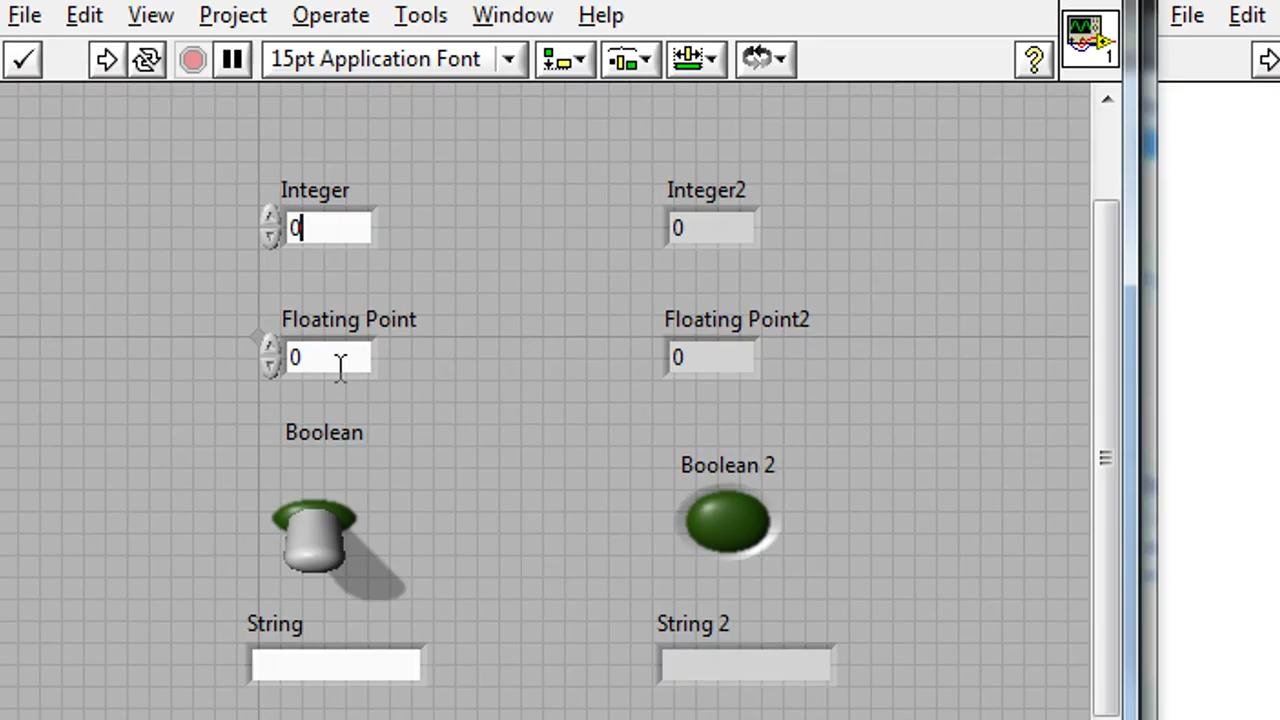 File Edit View Project Operate Tools Window Help File Edit
15pt Application Font ? 1
Integer Integer2
0 0
Floating Point Floating Point2
0 0
Boolean
Boolean 2
String String 2